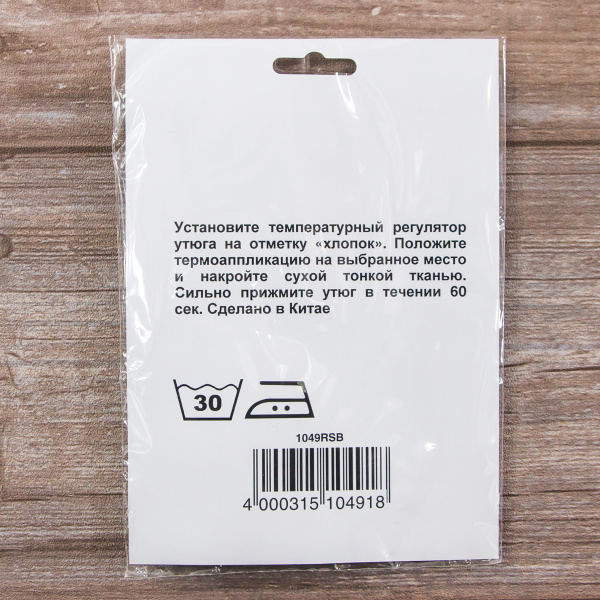 Установите температурный регулятор
утюга на отметку «хлопок». Положите
термоаппликацию на выбранное место
и накройте сухой тонкой тканью.
Сильно прижмите утюг в течении 60
сек. Сделано в Китае
30
1049RSB
4 000315 104918